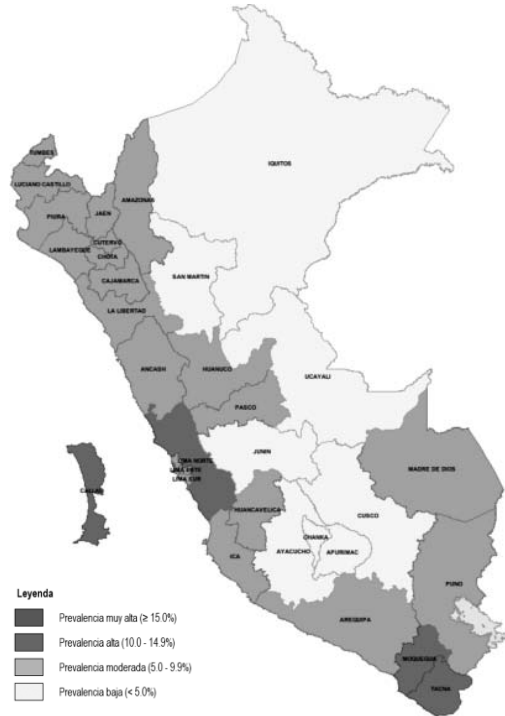 TUMBES
LUCIANO CASTILLO
PIURA
JAEN
AMAZONAS
IQUITOS
LAMBAYEQUE
CUTERVO
CHOTA
CAJAMARCA
SAN MARTIN
LA LIBERTAD
ANCASH
HUANUCO
UCAYALI
PASCO
JUNIN
LIMA NORTE
LIMA ESTE
LIMA SUR
CALLAO
MADRE DE DIOS
HUANCAVELICA
CUSCO
CHANKA
AYACUCHO
APURIMAC
ICA
PUNO
AREQUIPA
MOQUEGUA
TACNA
Leyenda
Prevalencia muy alta (≥ 15.0%)
Prevalencia alta (10.0 - 14.9%)
Prevalencia moderada (5.0 - 9.9%)
Prevalencia baja (< 5.0%)